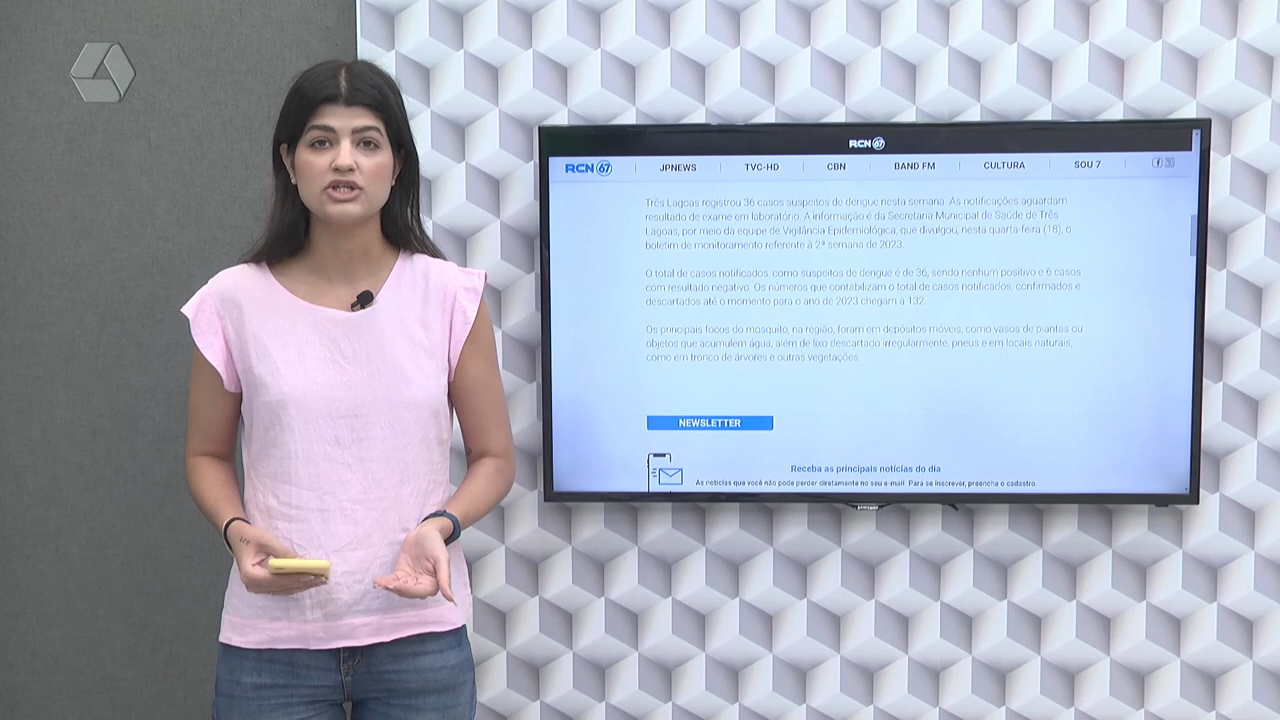 RCN 67
RCN 67 JPNEWS TVC-HD CBN BAND FM CULTURA SOU 7
Três Lagoas registrou 36 casos suspeitos de dengue nesta semana. As notificações aguardam
resultado de exame em laboratório. A informação é da Secretaria Municipal de Saúde de Três
Lagoas, por meio da equipe de Vigilância Epidemiológica, que divulgou, nesta quarta-feira (18), o
boletim de monitoramento referente à 2ª semana de 2023.
O total de casos notificados, como suspeitos de dengue é de 36, sendo nenhum positivo e 6 casos
com resultado negativo. Os números que contabilizam o total de casos notificados, confirmados e
descartados até o momento para o ano de 2023 chegam a 132.
Os principais focos do mosquito, na região, foram em depósitos móveis, como vasos de plantas ou
objetos que acumulem água, além de lixo descartado irregularmente, pneus e em locais naturais,
como em tronco de árvores e outras vegetações.
NEWSLETTER
Receba as principais notícias do dia
As notícias que você não pode perder diretamente no seu e-mail. Para se inscrever, preencha o cadastro.
SAMSUNG